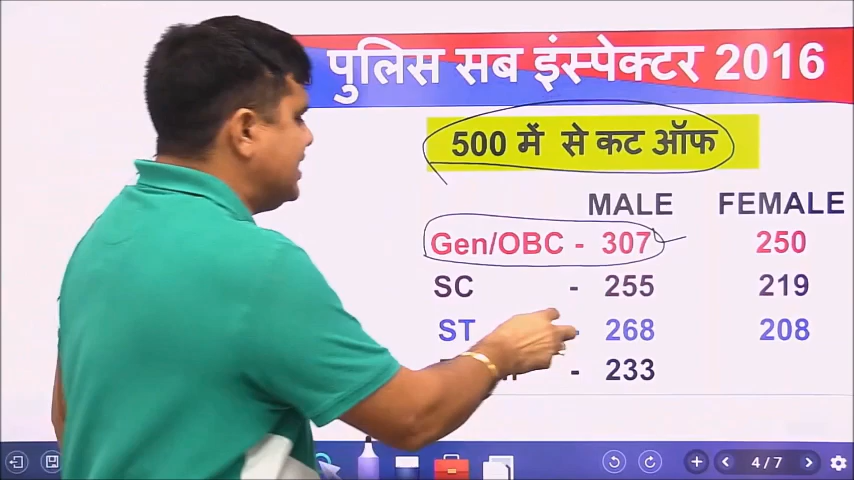 पुलिस सब इंस्पेक्टर 2016
500 में से कट ऑफ
MALE FEMALE
Gen/OBC - 307 250
SC - 255 219
ST - 268 208
- 233
4/7